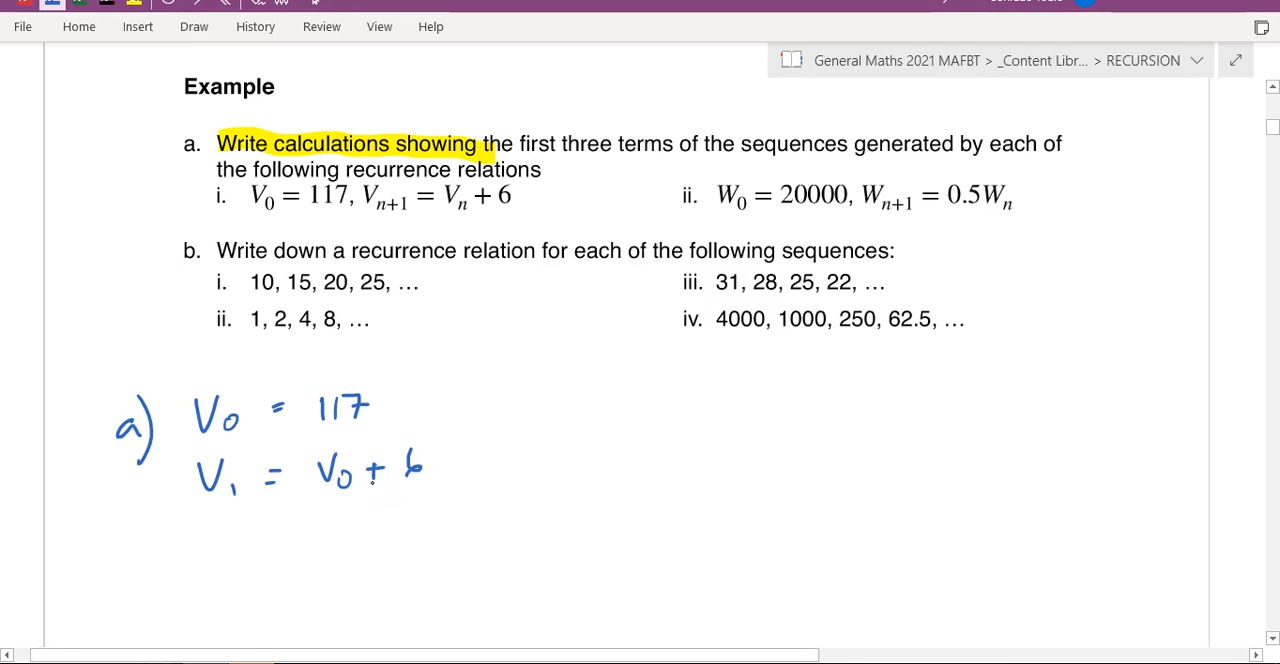 File Home Insert Draw History Review View Help
General Maths 2021 MAFBT > _Content Libr... > RECURSION
Example
a. Write calculations showing the first three terms of the sequences generated by each of
the following recurrence relations
i. V₀ = 117, Vₙ₊₁ = Vₙ + 6 ii. W₀ = 20000, Wₙ₊₁ = 0.5Wₙ
b. Write down a recurrence relation for each of the following sequences:
i. 10, 15, 20, 25, … iii. 31, 28, 25, 22, …
ii. 1, 2, 4, 8, … iv. 4000, 1000, 250, 62.5, …
a) V₀ = 117
V₁ = V₀ + 6